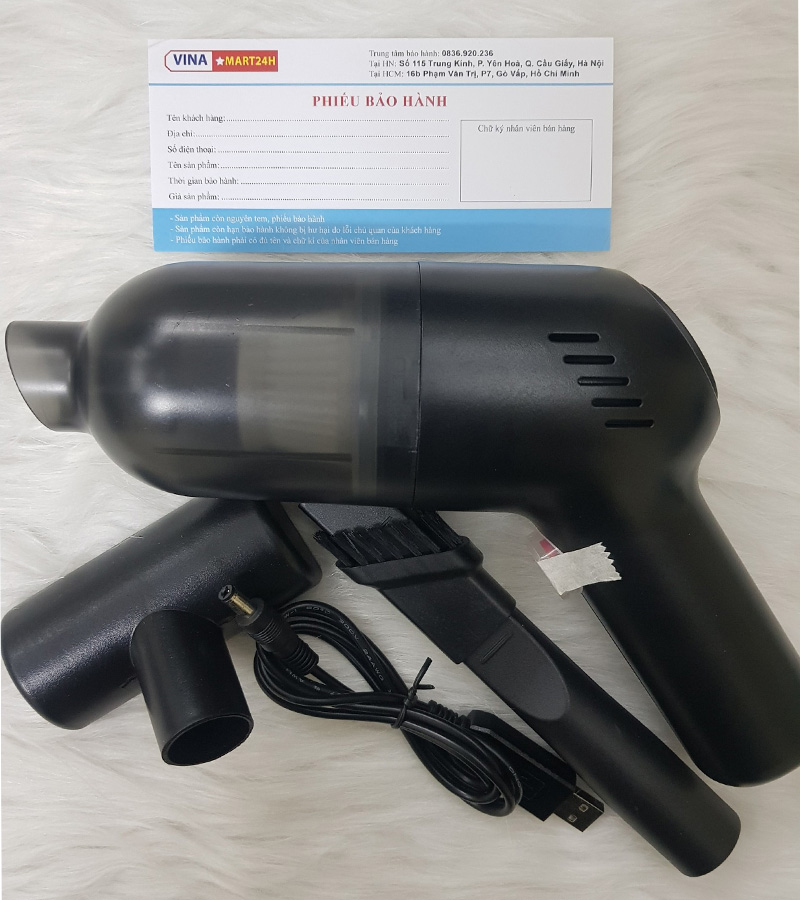 VINA MART24H
Trung tâm bảo hành: 0836.920.236
Tại HN: Số 115 Trung Kính, P. Yên Hoà, Q. Cầu Giấy, Hà Nội
Tại HCM: 16b Phạm Văn Trị, P7, Gò Vấp, Hồ Chí Minh
PHIẾU BẢO HÀNH
Tên khách hàng:
Địa chỉ:
Số điện thoại:
Tên sản phẩm:
Thời gian bảo hành:
Giá sản phẩm:
Chữ ký nhân viên bán hàng
- Sản phẩm còn nguyên tem, phiếu bảo hành
- Sản phẩm còn hạn bảo hành không bị hư hại do lỗi chủ quan của khách hàng
- Phiếu bảo hành phải có đủ tên và chữ kí của nhân viên bán hàng